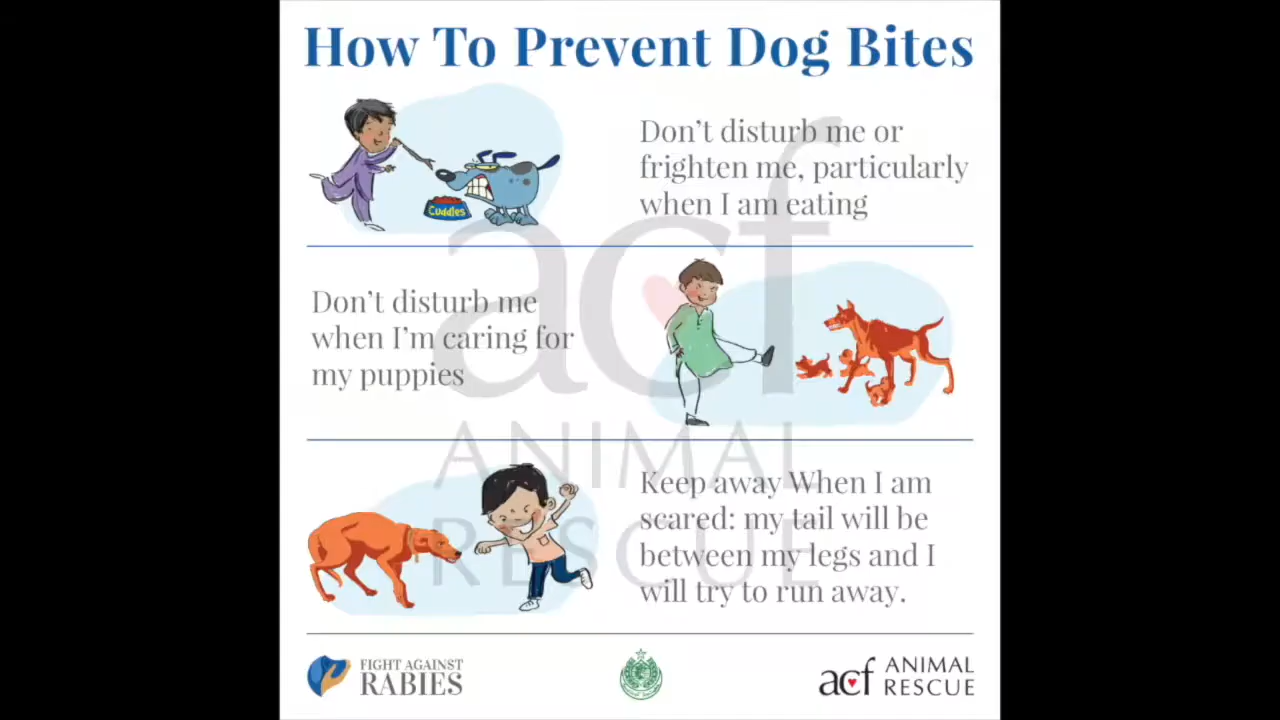 How To Prevent Dog Bites
Cuddles
Don't disturb me or
frighten me, particularly
when I am eating
Don't disturb me
when I'm caring for
my puppies
Keep away When I am
scared: my tail will be
between my legs and I
will try to run away.
acf
ANIMAL
RESCUE
FIGHT AGAINST
RABIES
acf ANIMAL
RESCUE